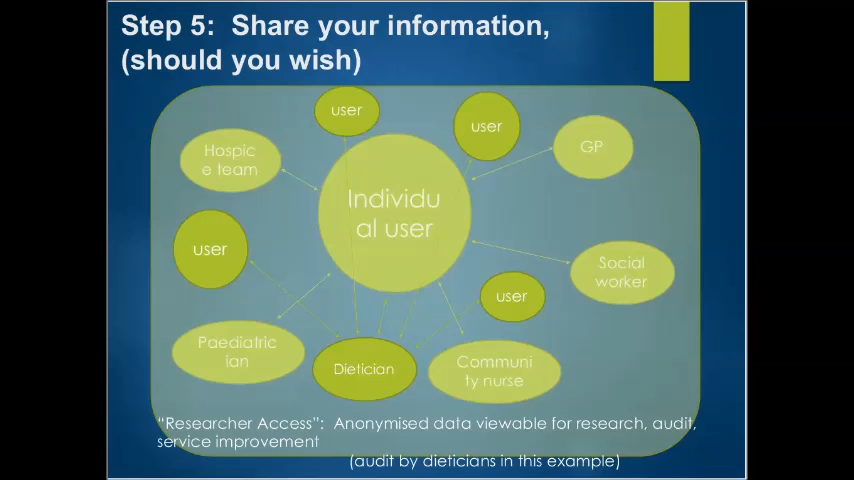 Step 5:  Share your information,
(should you wish)
user
user
Hospic
e team
GP
Individu
al user
user
Social
worker
user
Paediatric
ian
Dietician
Communi
ty nurse
“Researcher Access”:  Anonymised data viewable for research, audit,
service improvement
(audit by dieticians in this example)